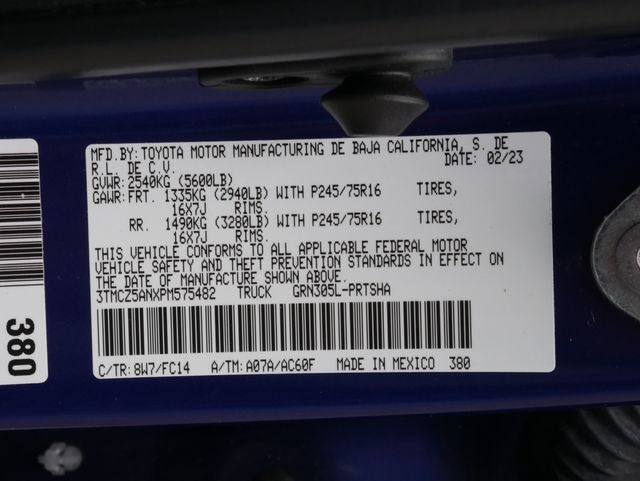 MFD.BY:TOYOTA MOTOR MANUFACTURING DE BAJA CALIFORNIA, S. DE
R.L. DE C.V. DATE: 02/23
GVWR:2540KG (5600LB)
GAWR:FRT. 1335KG (2940LB) WITH P245/75R16 TIRES,
16X7J RIMS.
RR. 1490KG (3280LB) WITH P245/75R16 TIRES,
16X7J RIMS.
THIS VEHICLE CONFORMS TO ALL APPLICABLE FEDERAL MOTOR
VEHICLE SAFETY AND THEFT PREVENTION STANDARDS IN EFFECT ON
THE DATE OF MANUFACTURE SHOWN ABOVE.
3TMCZ5ANXPM575482 TRUCK GRN305L-PRTSHA
C/TR:8W7/FC14 A/TM:A07A/AC60F MADE IN MEXICO 380
380